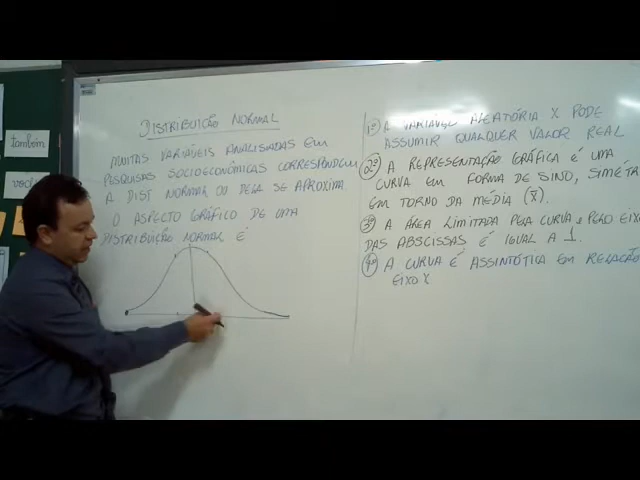 DISTRIBUIÇÃO NORMAL
MUITAS VARIÁVEIS ANALISADAS EM
PESQUISAS SOCIOECONÔMICAS CORRESPONDEM
A DIST NORMAL OU DELA SE APROXIMA
O ASPECTO GRÁFICO DE UMA
DISTRIBUIÇÃO NORMAL É
1º A VARIÁVEL ALEATÓRIA X PODE
ASSUMIR QUALQUER VALOR REAL
2º A REPRESENTAÇÃO GRÁFICA É UMA
CURVA EM FORMA DE SINO, SIMÉTR
EM TORNO DA MÉDIA (X̄).
3º A ÁREA LIMITADA PELA CURVA E PELO EIXO
DAS ABSCISSAS É IGUAL A 1.
4º A CURVA É ASSINTÓTICA EM RELAÇÃO
EIXO X
também
você